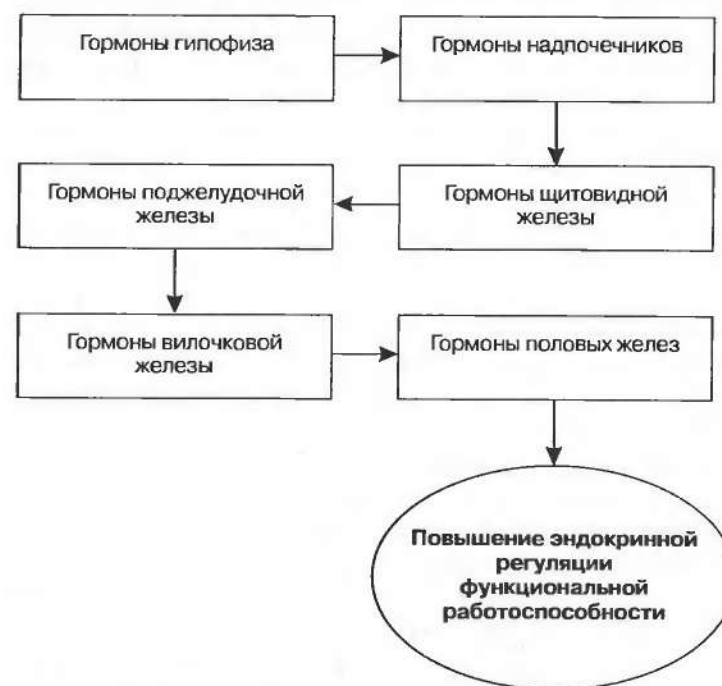 Гормоны гипофиза
Гормоны надпочечников
Гормоны щитовидной
железы
Гормоны поджелудочной
железы
Гормоны вилочковой
железы
Гормоны половых желез
Повышение эндокринной
регуляции
функциональной
работоспособности